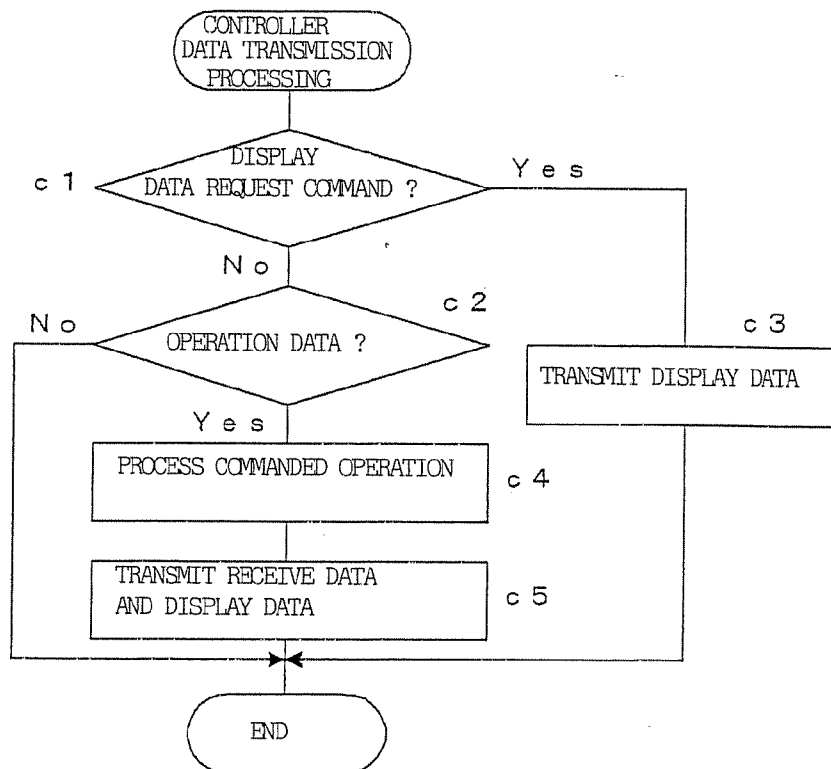 CONTROLLER
DATA TRANSMISSION
PROCESSING
DISPLAY
DATA REQUEST COMMAND ?
c 1
Yes
No
c 2
No
OPERATION DATA ?
c 3
TRANSMIT DISPLAY DATA
Yes
PROCESS COMMANDED OPERATION
c 4
TRANSMIT RECEIVE DATA
AND DISPLAY DATA
c 5
END